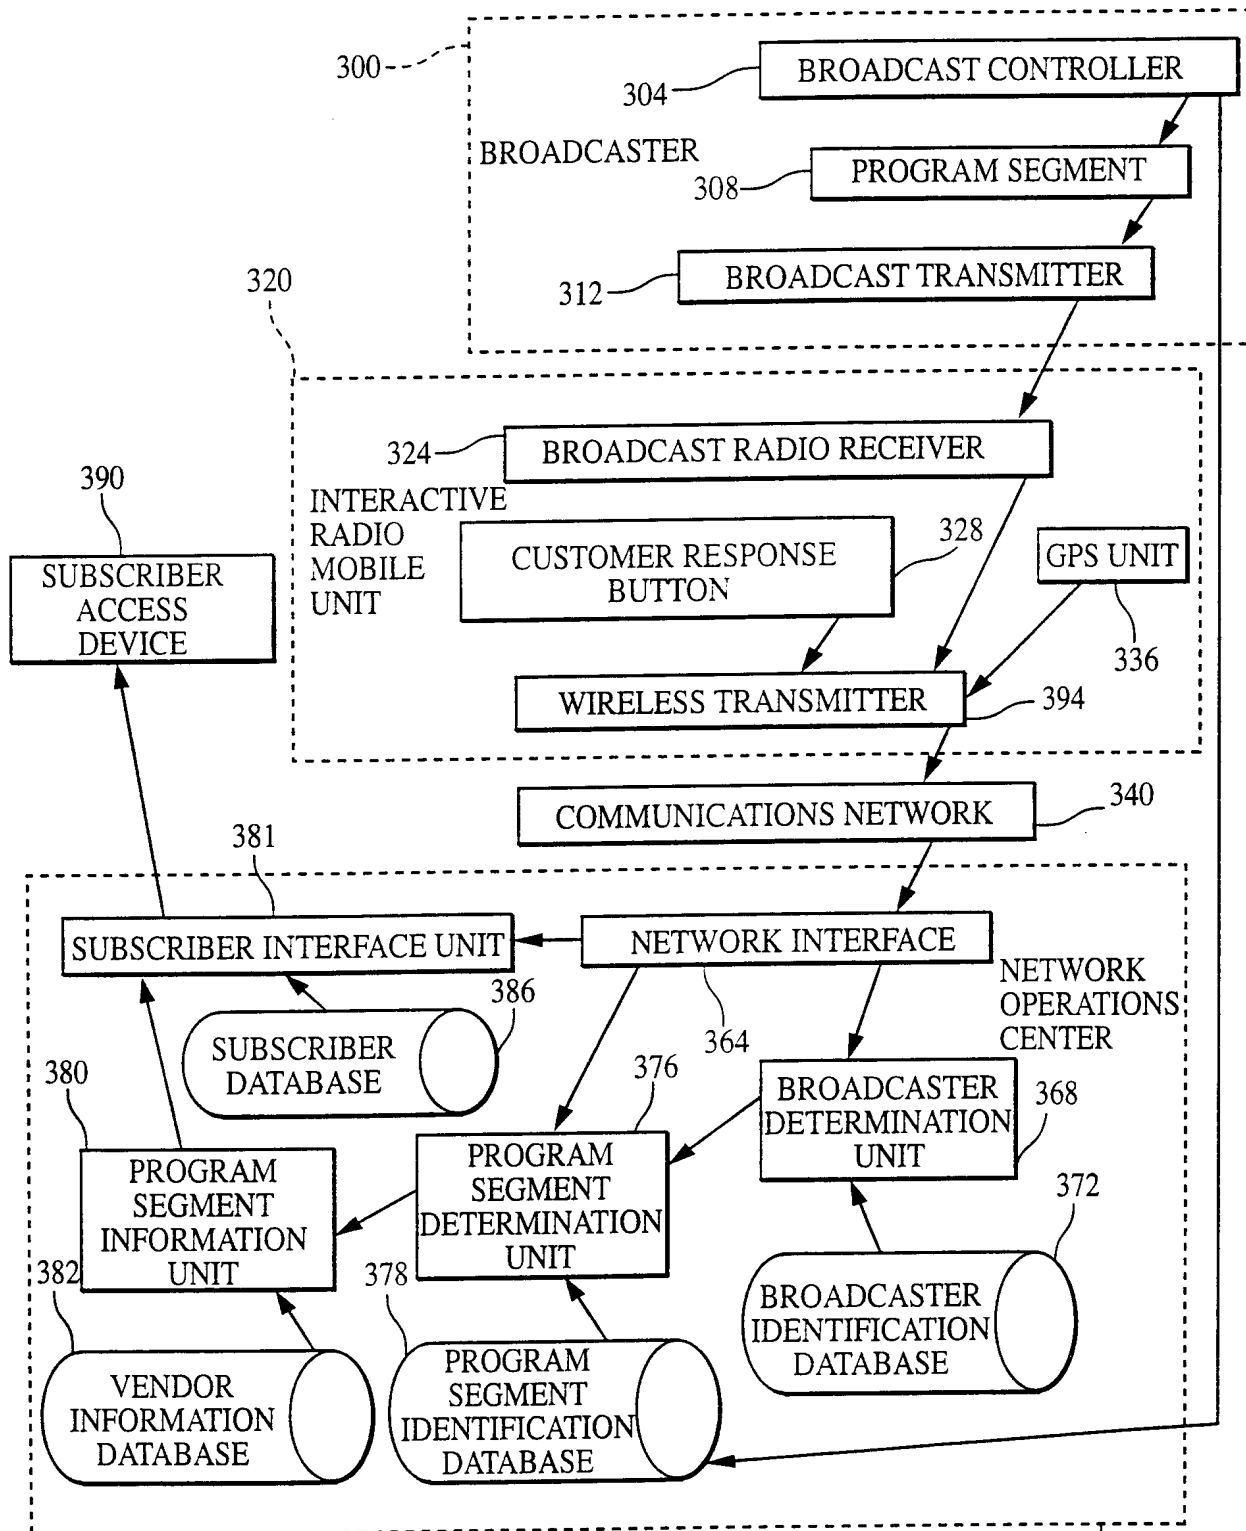 300
BROADCAST CONTROLLER
304
BROADCASTER
PROGRAM SEGMENT
308
BROADCAST TRANSMITTER
312
320
BROADCAST RADIO RECEIVER
324
INTERACTIVE
RADIO
MOBILE
UNIT
CUSTOMER RESPONSE
BUTTON
328
GPS UNIT
336
390
SUBSCRIBER
ACCESS
DEVICE
WIRELESS TRANSMITTER
394
COMMUNICATIONS NETWORK
340
381
SUBSCRIBER INTERFACE UNIT
NETWORK INTERFACE
364
NETWORK
OPERATIONS
CENTER
386
SUBSCRIBER
DATABASE
380
376
BROADCASTER
DETERMINATION
UNIT
368
PROGRAM
SEGMENT
INFORMATION
UNIT
PROGRAM
SEGMENT
DETERMINATION
UNIT
372
382
378
BROADCASTER
IDENTIFICATION
DATABASE
VENDOR
INFORMATION
DATABASE
PROGRAM
SEGMENT
IDENTIFICATION
DATABASE